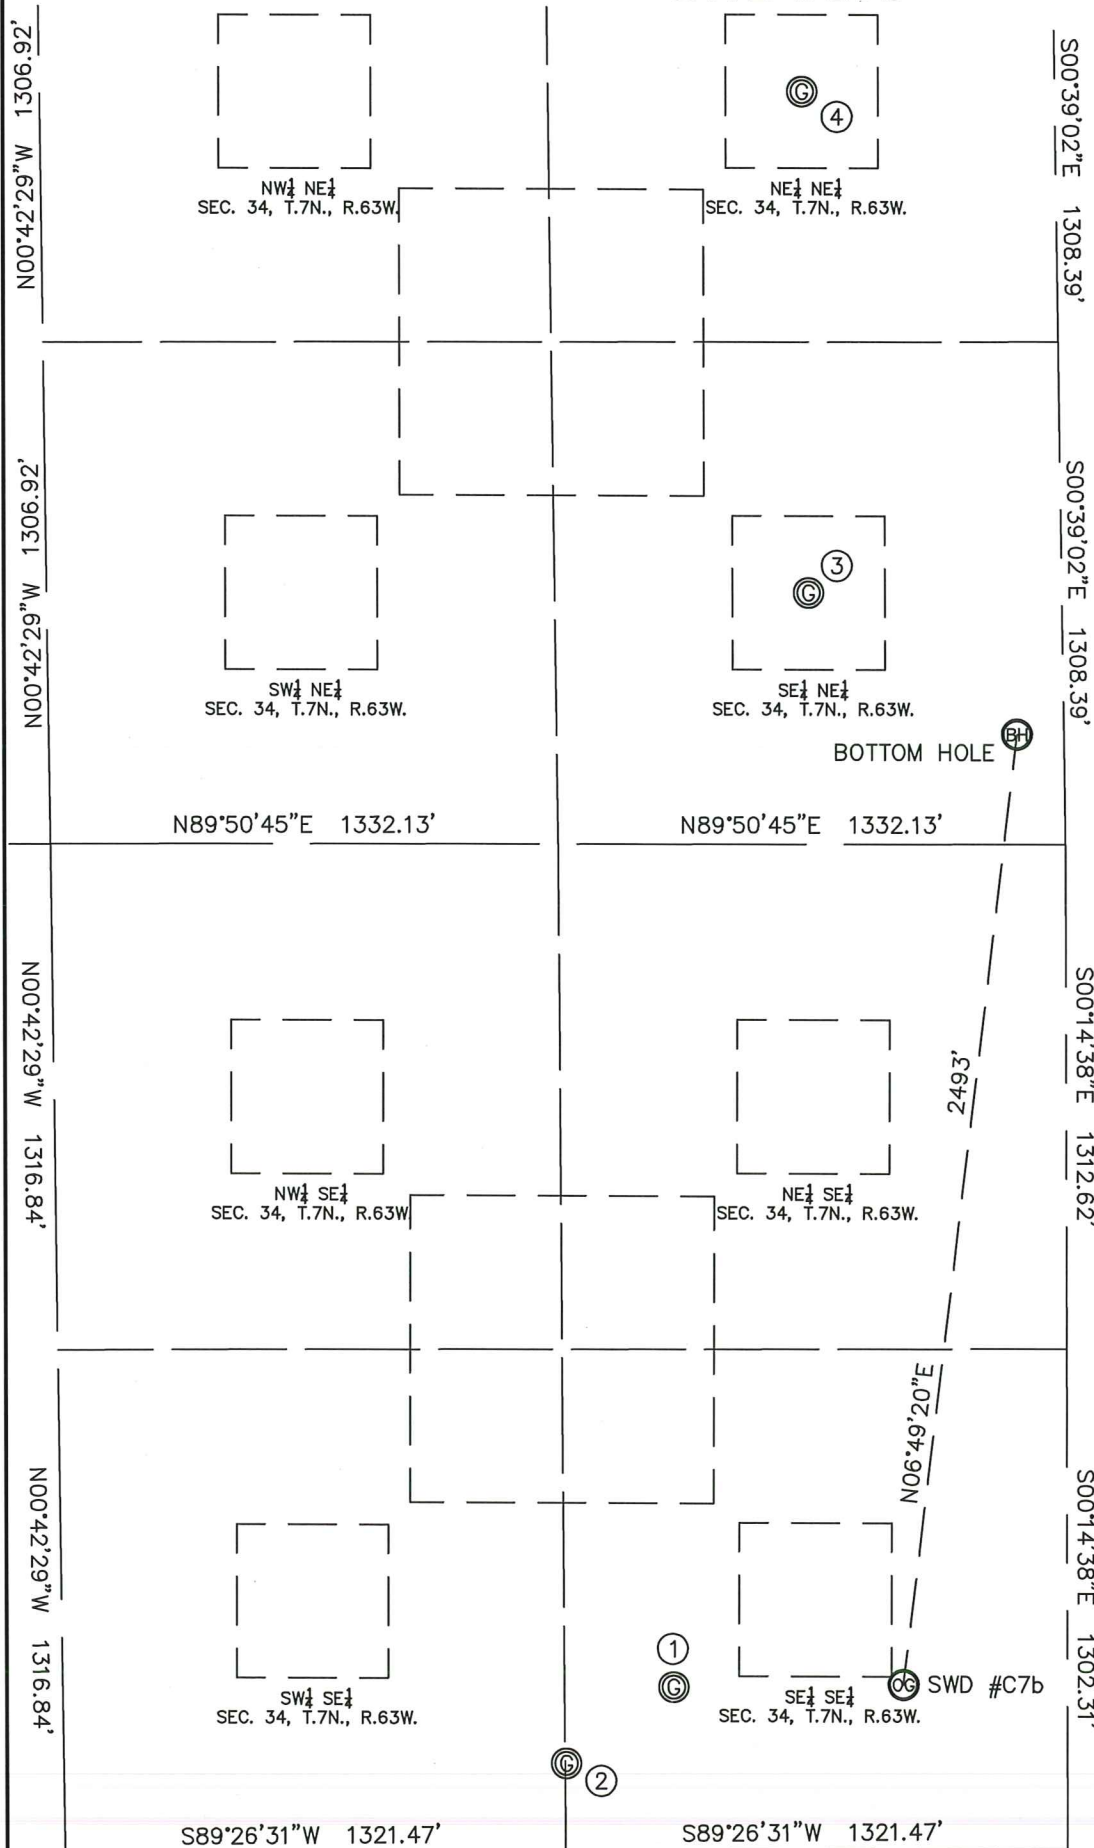 N00°42'29"W 1306.92'
S00°39'02"E 1308.39'
G
4
NW¼ NE¼
SEC. 34, T.7N., R.63W.
NE¼ NE¼
SEC. 34, T.7N., R.63W.
N00°42'29"W 1306.92'
S00°39'02"E 1308.39'
3
G
SW¼ NE¼
SEC. 34, T.7N., R.63W.
SE¼ NE¼
SEC. 34, T.7N., R.63W.
BH
BOTTOM HOLE
N89°50'45"E 1332.13'
N89°50'45"E 1332.13'
N00°42'29"W 1316.84'
S00°14'38"E 1312.62'
2493'
NW¼ SE¼
SEC. 34, T.7N., R.63W
NE¼ SE¼
SEC. 34, T.7N., R.63W.
N06°49'20"E
N00°42'29"W 1316.84'
S00°14'38"E 1302.31'
1
G
OG SWD #C7b
SW¼ SE¼
SEC. 34, T.7N., R.63W.
SE¼ SE¼
SEC. 34, T.7N., R.63W.
G
2
S89°26'31"W 1321.47'
S89°26'31"W 1321.47'